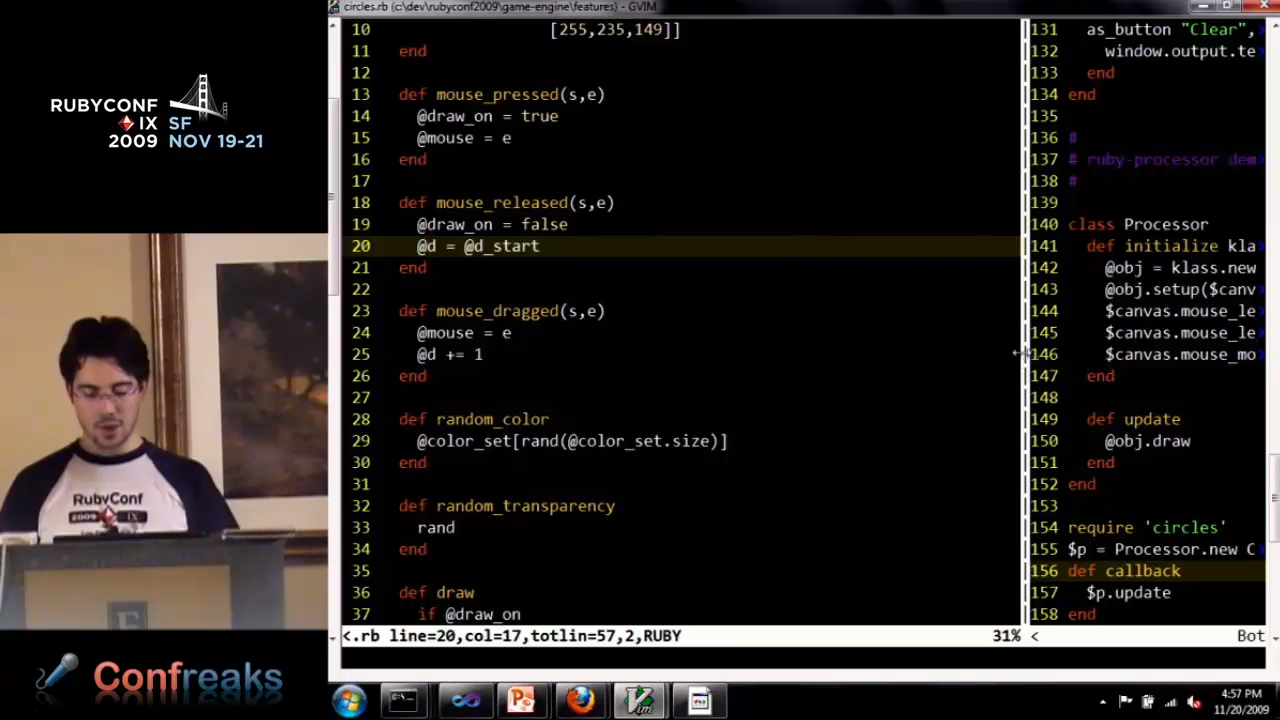 circles.rb (c:\dev\rubyconf2009\game-engine\features) - GVIM
RUBYCONF
IX SF
2009 NOV 19-21
10 [255,235,149]]
11 end
12
13 def mouse_pressed(s,e)
14 @draw_on = true
15 @mouse = e
16 end
17
18 def mouse_released(s,e)
19 @draw_on = false
20 @d = @d_start
21 end
22
23 def mouse_dragged(s,e)
24 @mouse = e
25 @d += 1
26 end
27
28 def random_color
29 @color_set[rand(@color_set.size)]
30 end
31
32 def random_transparency
33 rand
34 end
35
36 def draw
37 if @draw_on
<.rb line=20,col=17,totlin=57,2,RUBY 31%
131 as_button "Clear",
132 window.output.te
133 end
134 end
135
136 #
137 # ruby-processor dem
138 #
139
140 class Processor
141 def initialize kla
142 @obj = klass.new
143 @obj.setup($canv
144 $canvas.mouse_le
145 $canvas.mouse_le
146 $canvas.mouse_mo
147 end
148
149 def update
150 @obj.draw
151 end
152 end
153
154 require 'circles'
155 $p = Processor.new C
156 def callback
157 $p.update
158 end
< Bot
RubyConf
2009 IX
Confreaks
4:57 PM
11/20/2009